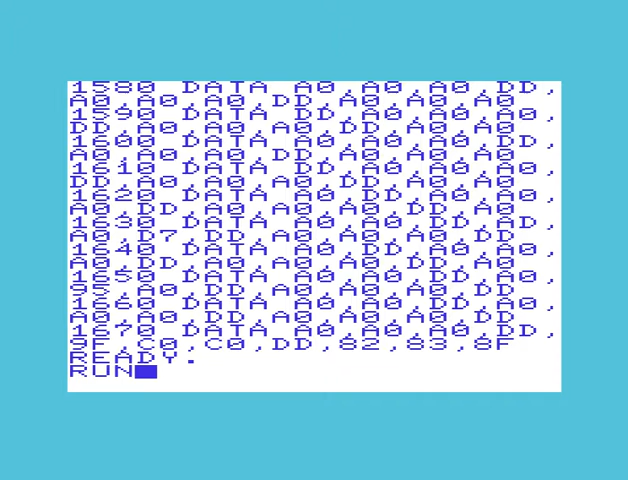 1580 DATA A0,A0,A0,DD,
A0,A0,A0,DD,A0,A0,A0
1590 DATA DD,A0,A0,A0,
DD,A0,A0,A0,DD,A0,A0
1600 DATA A0,A0,A0,DD,
A0,A0,A0,DD,A0,A0,A0
1610 DATA DD,A0,A0,A0,
DD,A0,A0,A0,DD,A0,A0
1620 DATA A0,A0,DD,A0,
A0,DD,A0,A0,A0,DD,A0
1630 DATA A0,A0,DD,AD,
A0,D7,DD,A0,A0,A0,DD
1640 DATA A0,A0,DD,A0,A0,
A0,DD,A0,A0,A0,DD,A0
1650 DATA A0,A0,DD,A0,
95,A0,DD,A0,A0,A0,DD
1660 DATA A0,A0,DD,A0,
A0,A0,DD,A0,A0,A0,DD
1670 DATA A0,A0,A0,DD,
9F,C0,C0,DD,82,83,8F
READY.
RUN